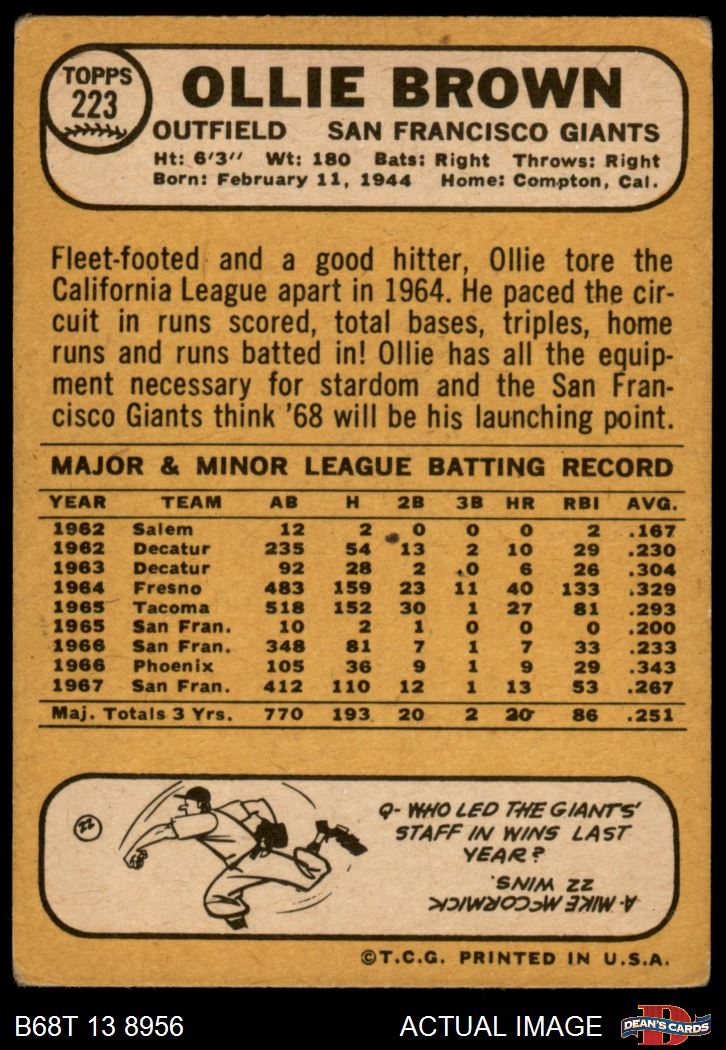 TOPPS
223
OLLIE BROWN
OUTFIELD SAN FRANCISCO GIANTS
Ht: 6'3" Wt: 180 Bats: Right Throws: Right
Born: February 11, 1944 Home: Compton, Cal.
Fleet-footed and a good hitter, Ollie tore the
California League apart in 1964. He paced the cir-
cuit in runs scored, total bases, triples, home
runs and runs batted in! Ollie has all the equip-
ment necessary for stardom and the San Fran-
cisco Giants think '68 will be his launching point.
MAJOR & MINOR LEAGUE BATTING RECORD
YEAR TEAM AB H 2B 3B HR RBI AVG.
1962 Salem 12 2 0 0 0 2 .167
1962 Decatur 235 54 13 2 10 29 .230
1963 Decatur 92 28 2 0 6 26 .304
1964 Fresno 483 159 23 11 40 133 .329
1965 Tacoma 518 152 30 1 27 81 .293
1965 San Fran. 10 2 1 0 0 0 .200
1966 San Fran. 348 81 7 1 7 33 .233
1966 Phoenix 105 36 9 1 9 29 .343
1967 San Fran. 412 110 12 1 13 53 .267
Maj. Totals 3 Yrs. 770 193 20 2 20 86 .251
22
Q- WHO LED THE GIANTS'
STAFF IN WINS LAST
YEAR?
A- MIKE McCORMICK
22 WINS.
©T.C.G. PRINTED IN U.S.A.
B68T 13 8956 ACTUAL IMAGE
D
DEAN'S CARDS